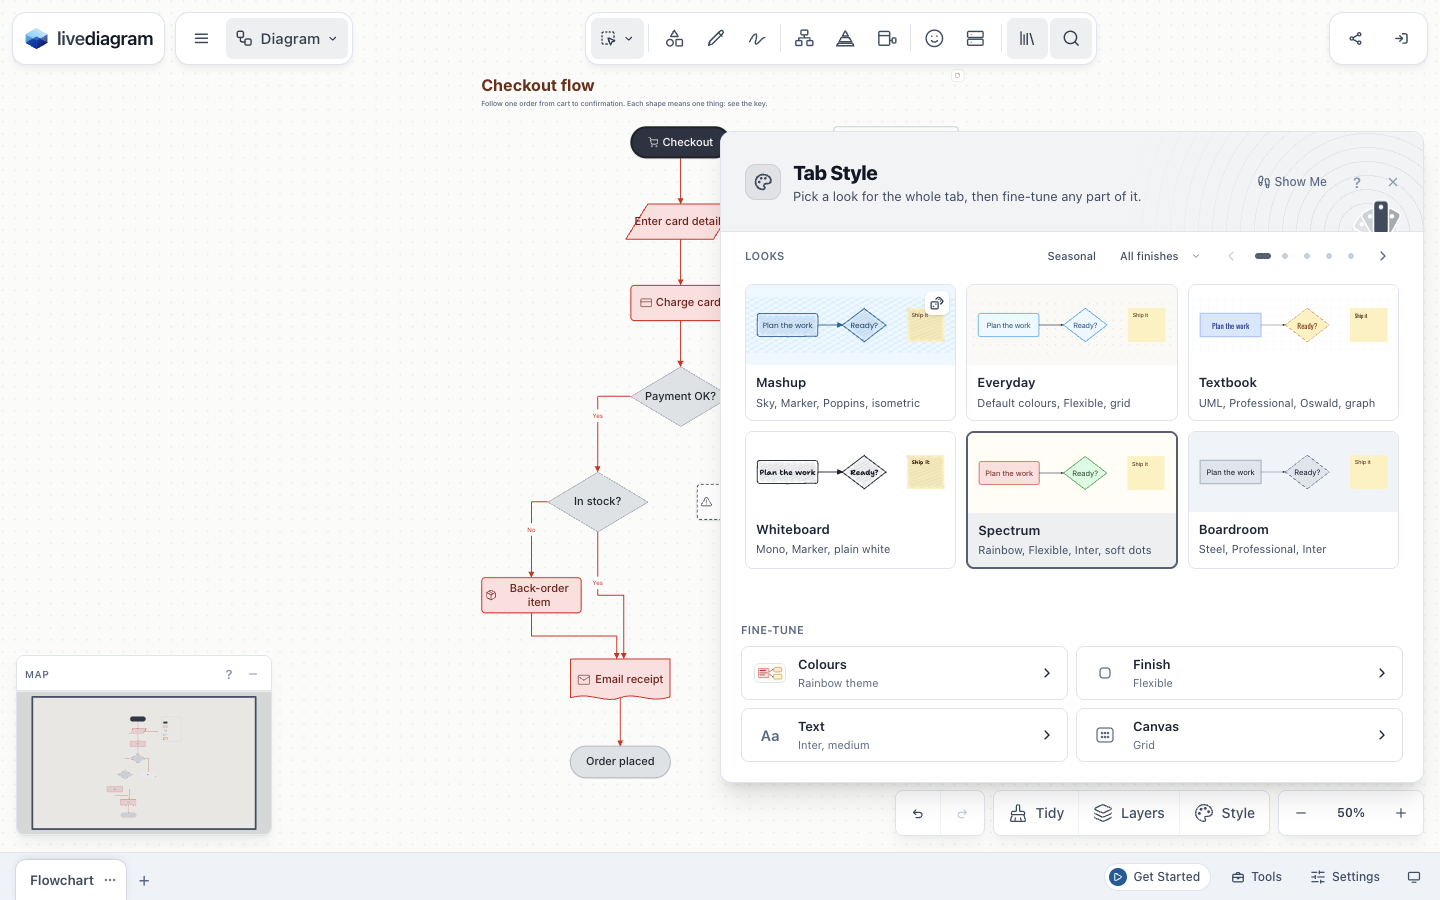 livediagram
Diagram
Checkout flow
Follow one order from cart to confirmation. Each shape means one thing: see the key.
Checkout
Enter card detail
Charge card
Payment OK?
Yes
In stock?
No
Yes
Back-order
item
Email receipt
Order placed
MAP
?
Tab Style
Pick a look for the whole tab, then fine-tune any part of it.
Show Me
?
LOOKS
Seasonal
All finishes
Plan the work
Ready?
Ship it
Mashup
Sky, Marker, Poppins, isometric
Plan the work
Ready?
Ship it
Everyday
Default colours, Flexible, grid
Plan the work
Ready?
Ship it
Textbook
UML, Professional, Oswald, graph
Plan the work
Ready?
Ship it
Whiteboard
Mono, Marker, plain white
Plan the work
Ready?
Ship it
Spectrum
Rainbow, Flexible, Inter, soft dots
Plan the work
Ready?
Ship it
Boardroom
Steel, Professional, Inter
FINE-TUNE
Colours
Rainbow theme
Finish
Flexible
Aa
Text
Inter, medium
Canvas
Grid
Tidy
Layers
Style
50%
Flowchart
Get Started
Tools
Settings